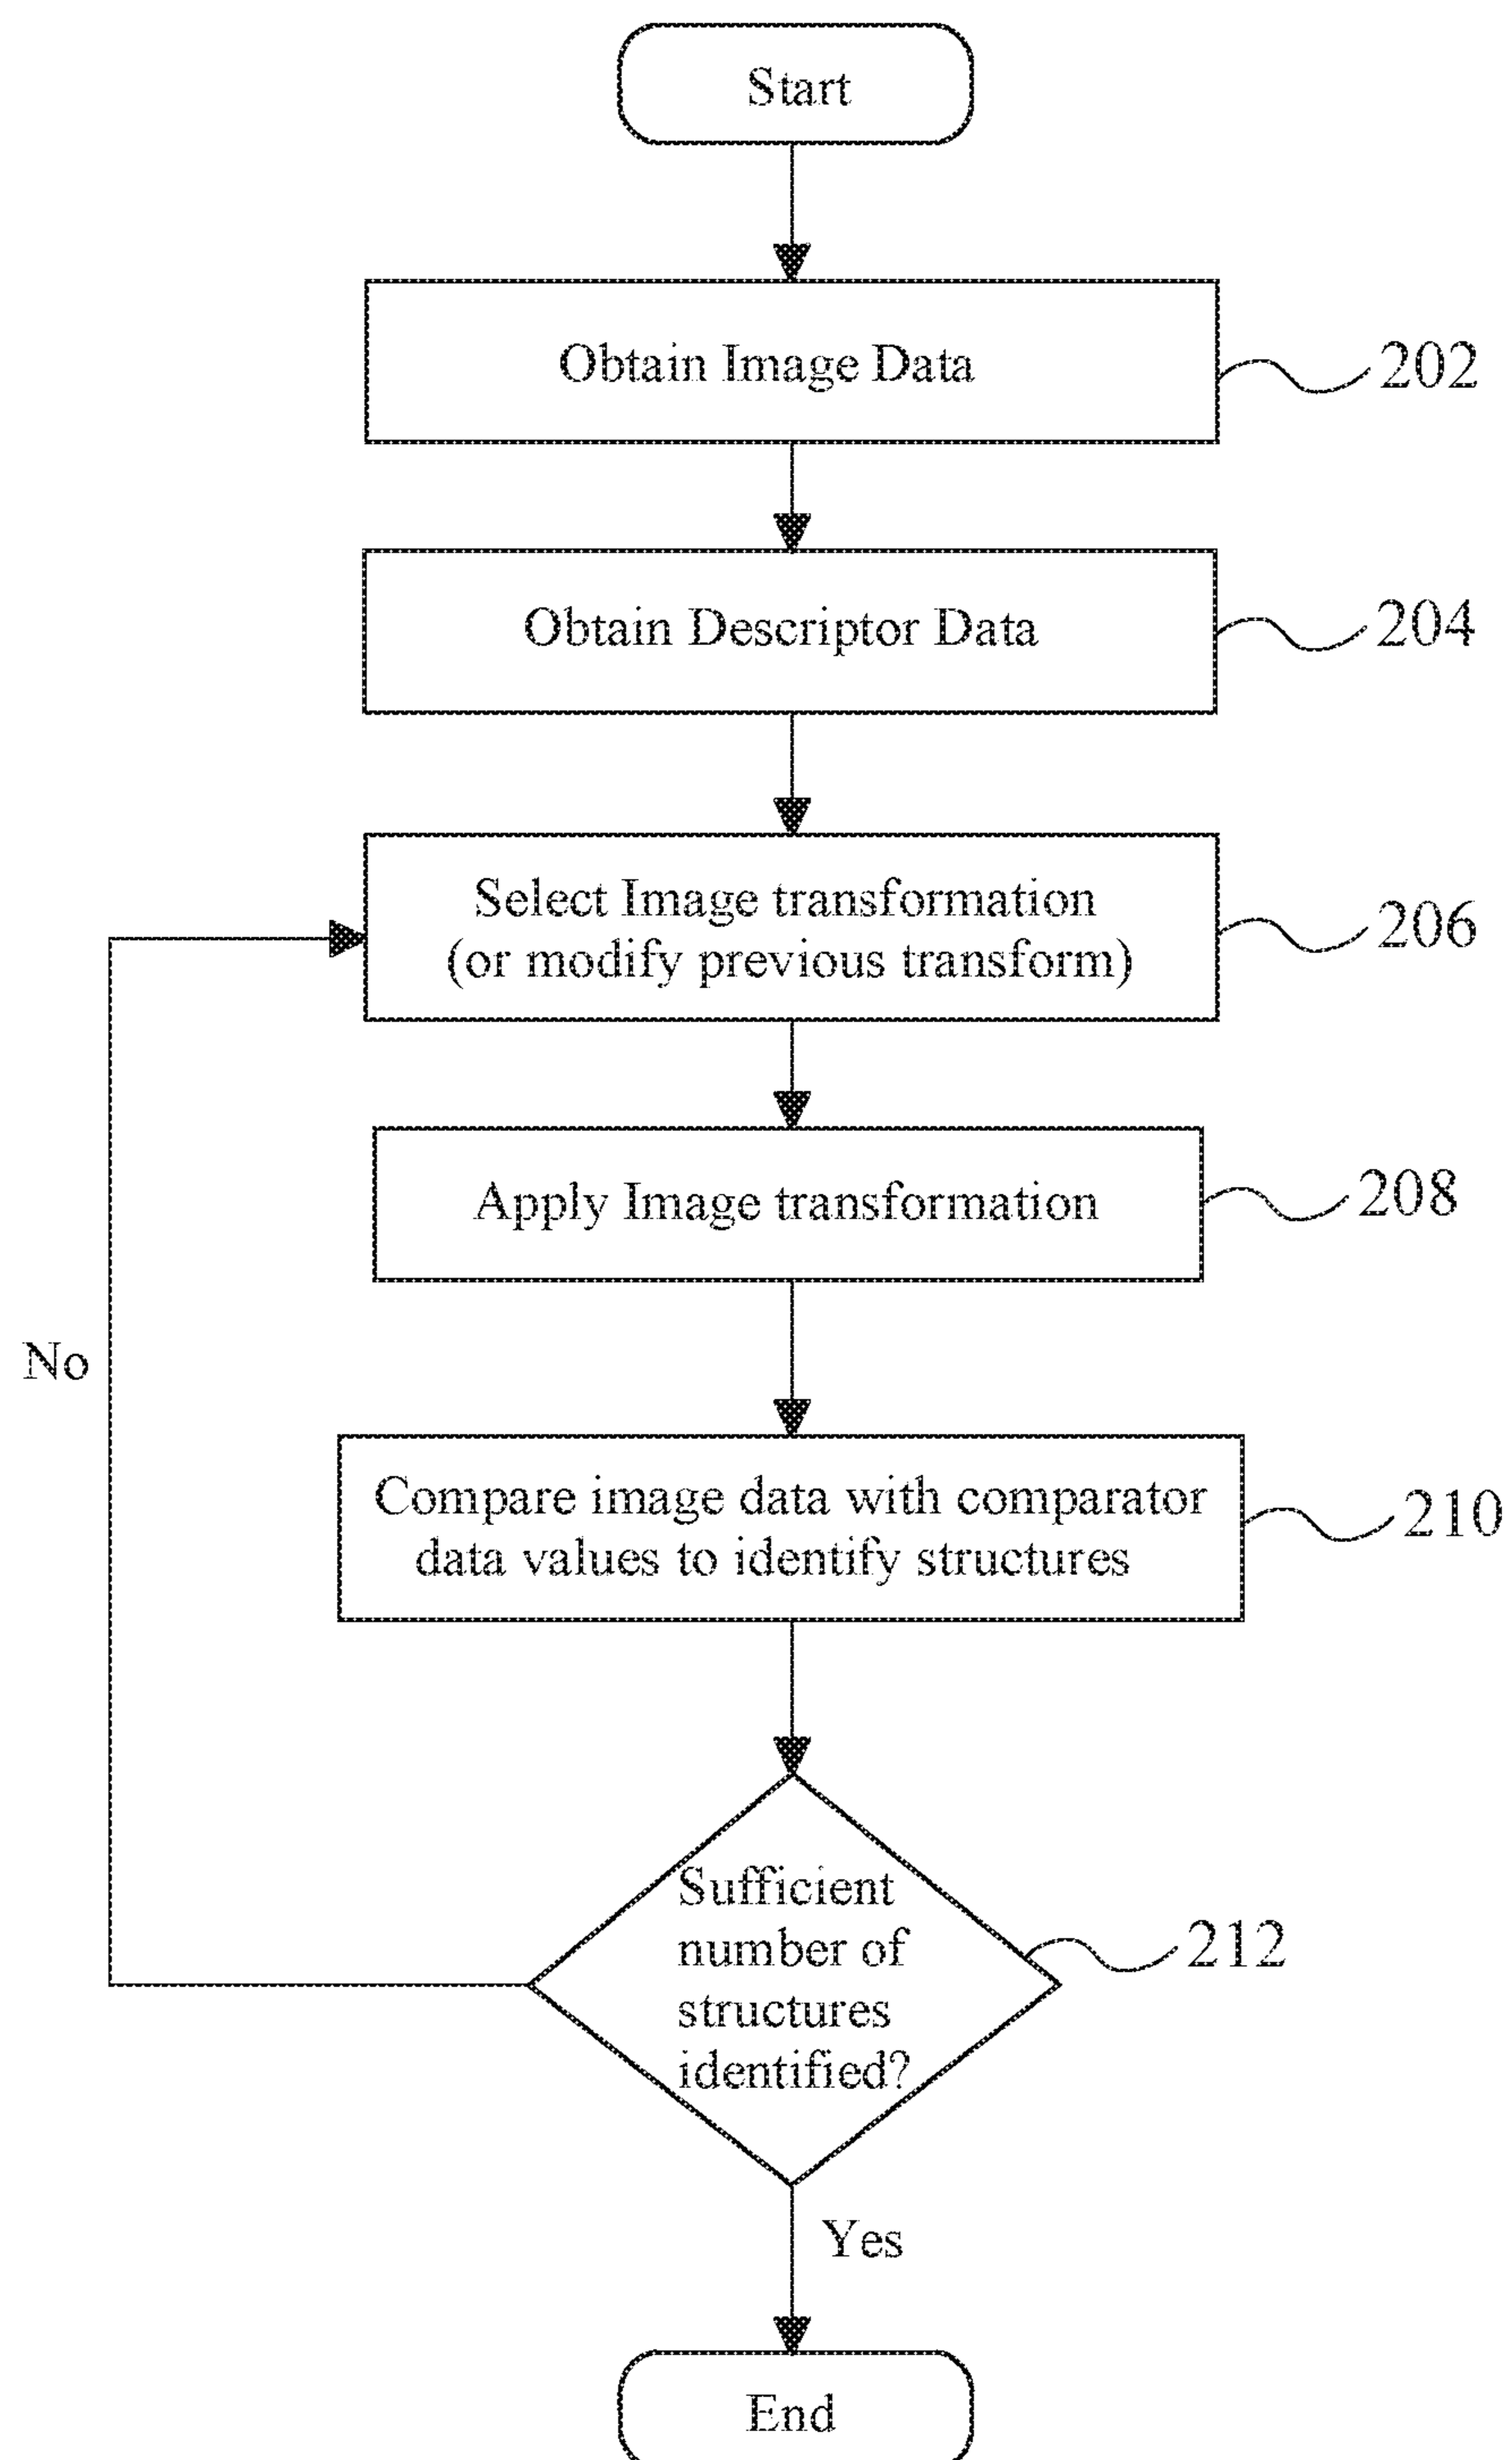 Start
Obtain Image Data
202
Obtain Descriptor Data
204
Select Image transformation
(or modify previous transform)
206
Apply Image transformation
208
No
Compare image data with comparator
data values to identify structures
210
Sufficient
number of
structures
identified?
212
Yes
End